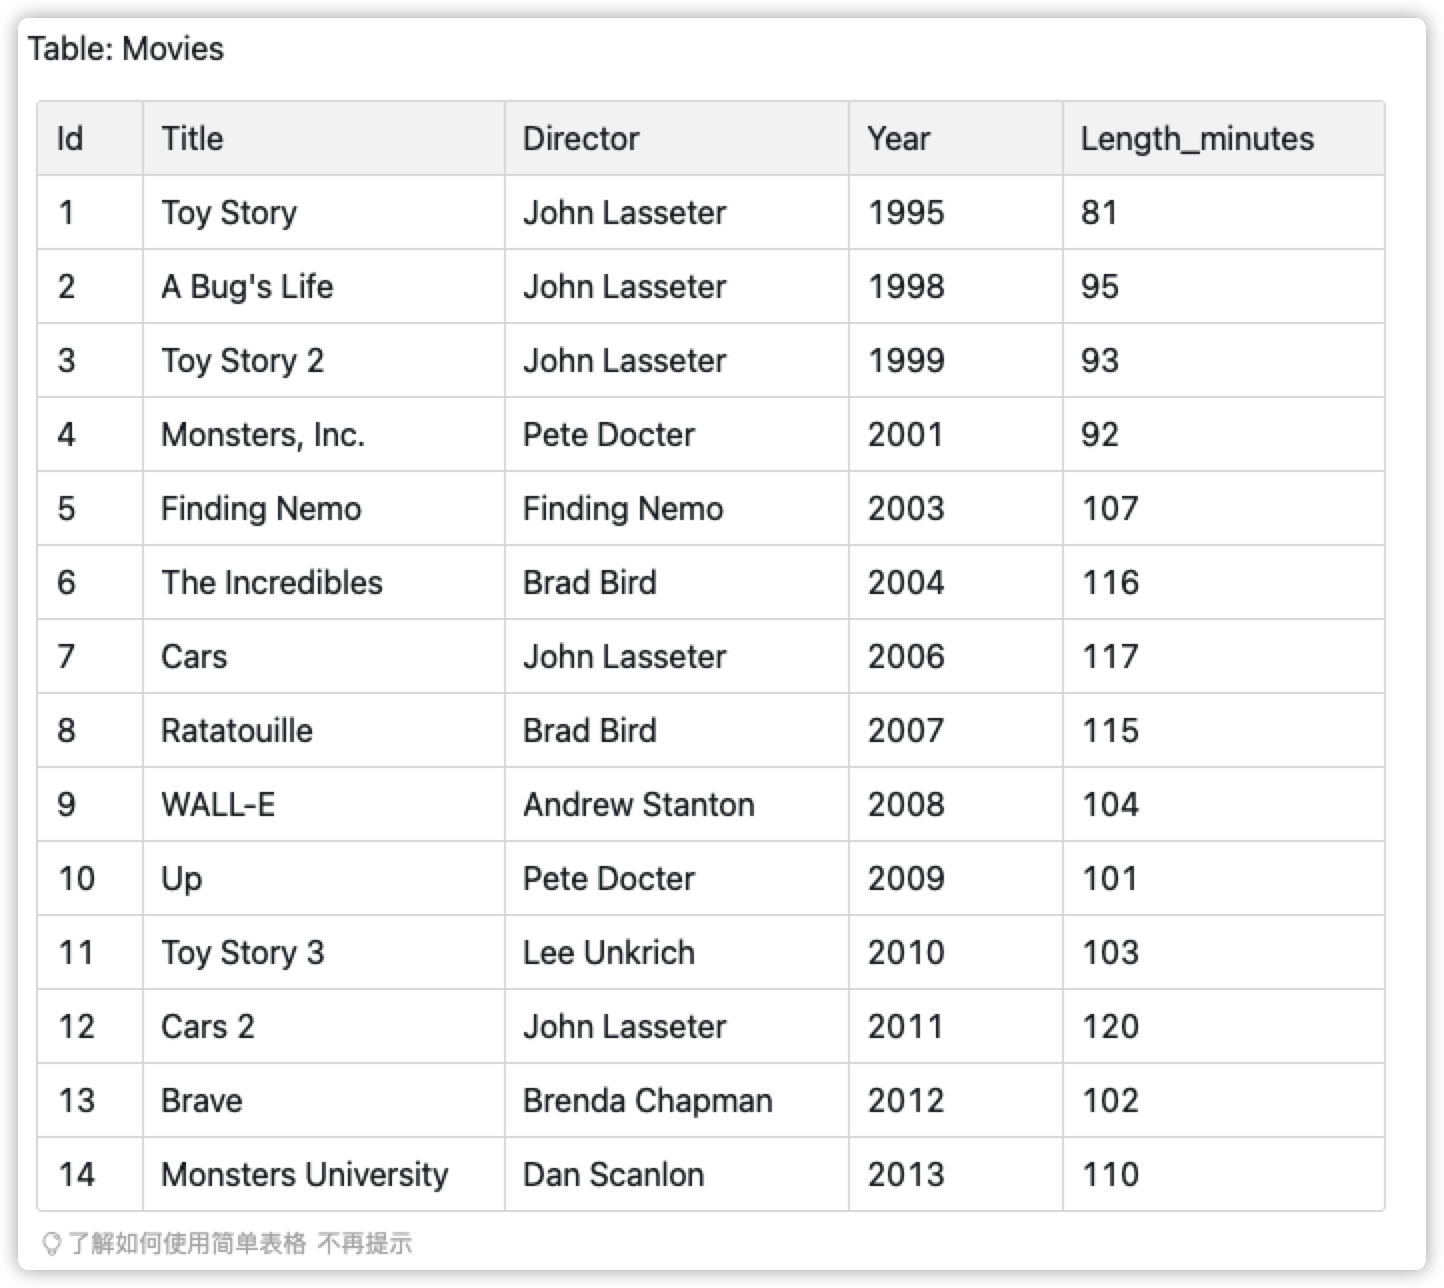 Table: Movies
Id Title Director Year Length_minutes
1 Toy Story John Lasseter 1995 81
2 A Bug's Life John Lasseter 1998 95
3 Toy Story 2 John Lasseter 1999 93
4 Monsters, Inc. Pete Docter 2001 92
5 Finding Nemo Finding Nemo 2003 107
6 The Incredibles Brad Bird 2004 116
7 Cars John Lasseter 2006 117
8 Ratatouille Brad Bird 2007 115
9 WALL-E Andrew Stanton 2008 104
10 Up Pete Docter 2009 101
11 Toy Story 3 Lee Unkrich 2010 103
12 Cars 2 John Lasseter 2011 120
13 Brave Brenda Chapman 2012 102
14 Monsters University Dan Scanlon 2013 110
了解如何使用简单表格 不再提示